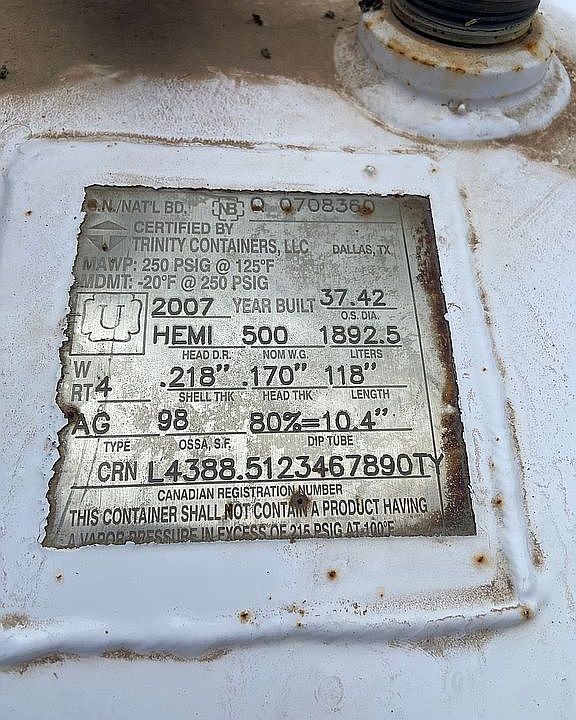 S.N./NAT'L BD. NB Q 0708360
CERTIFIED BY
TRINITY CONTAINERS, LLC DALLAS, TX
MAWP: 250 PSIG @ 125°F
MDMT: -20°F @ 250 PSIG
U 2007 YEAR BUILT 37.42
O.S. DIA.
HEMI 500 1892.5
HEAD D.R. NOM W.G. LITERS
W
RT4 .218" .170" 118"
SHELL THK HEAD THK LENGTH
AG 98 80%=10.4"
TYPE OSSA, S.F. DIP TUBE
CRN L4388.5123467890TY
CANADIAN REGISTRATION NUMBER
THIS CONTAINER SHALL NOT CONTAIN A PRODUCT HAVING
A VAPOR PRESSURE IN EXCESS OF 215 PSIG AT 100°F